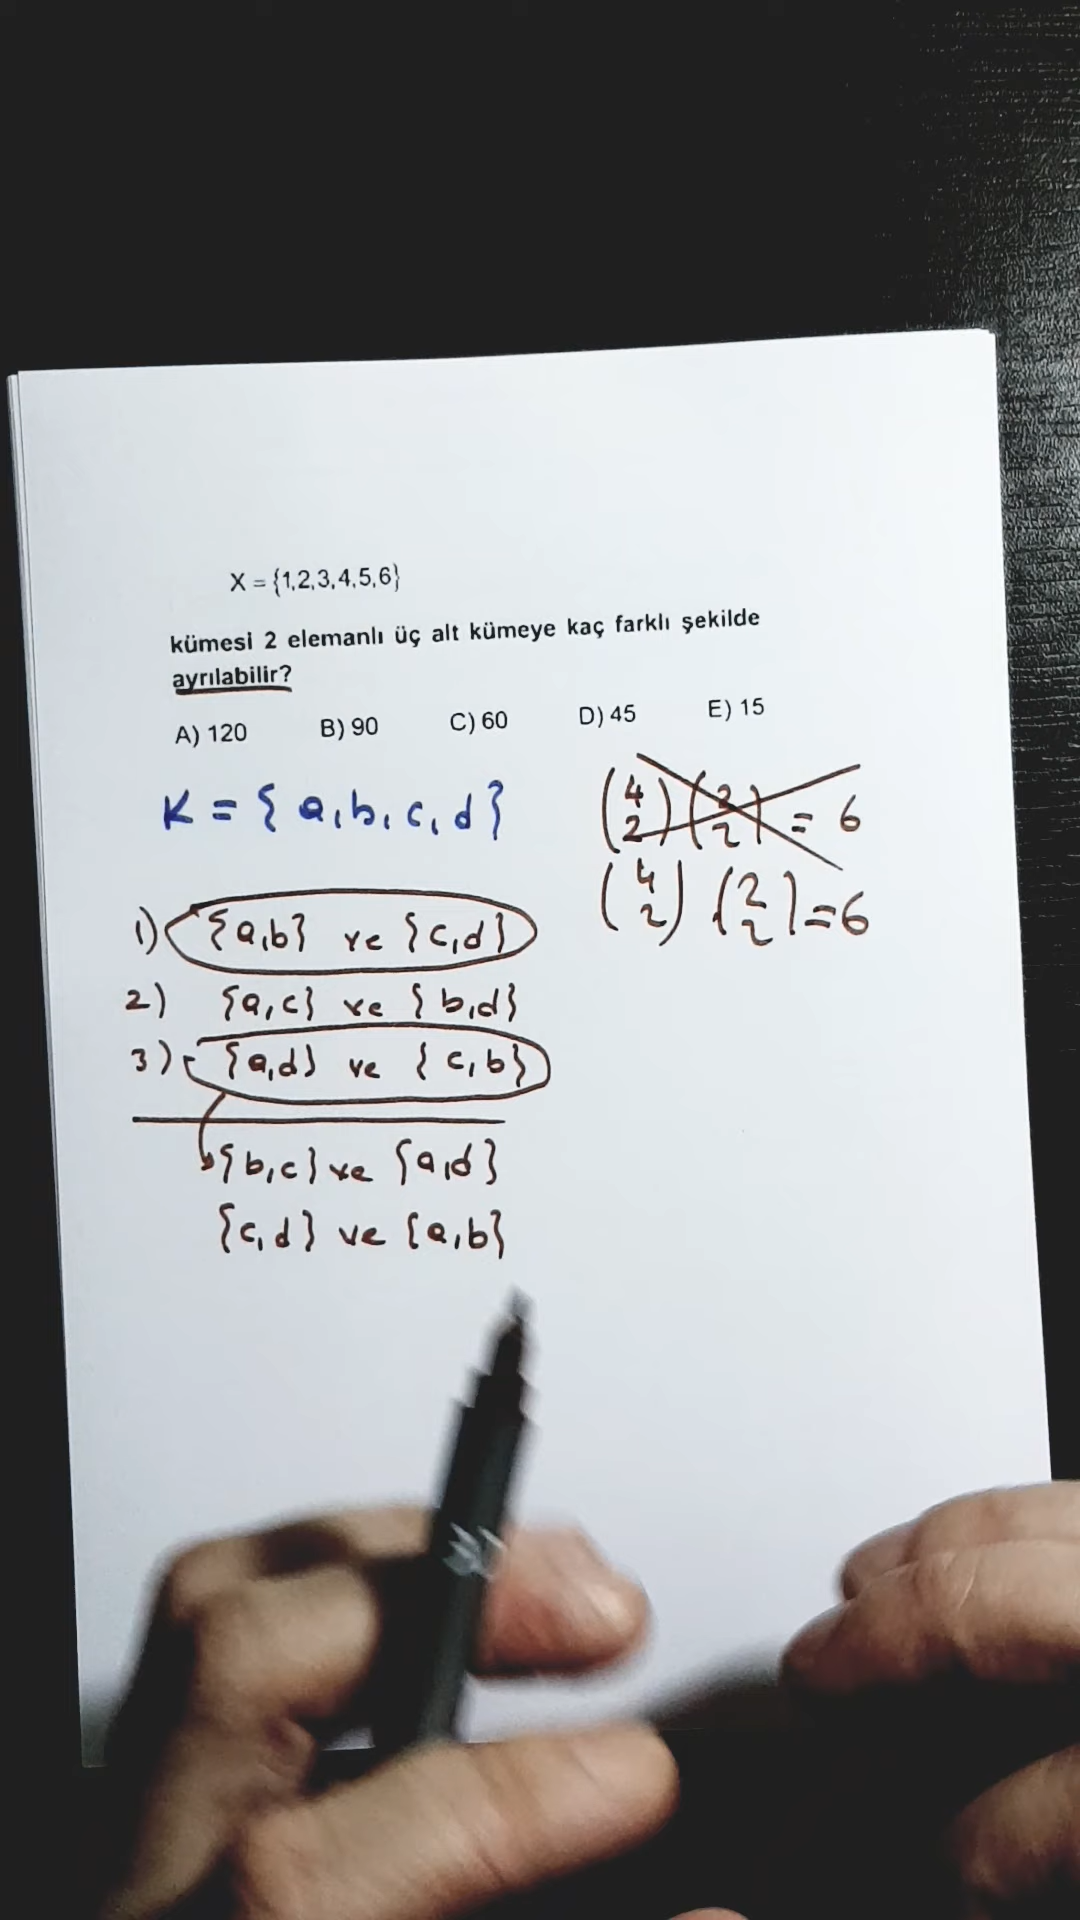 X = {1,2,3,4,5,6}
kümesi 2 elemanlı üç alt kümeye kaç farklı şekilde
ayrılabilir?
A) 120 B) 90 C) 60 D) 45 E) 15
K = { a,b,c,d }
(4 2) (2 2) = 6
(4 2) (2 2) = 6
1) {a,b} ve {c,d}
2) {a,c} ve {b,d}
3) {a,d} ve {c,b}
{b,c} ve {a,d}
{c,d} ve {a,b}